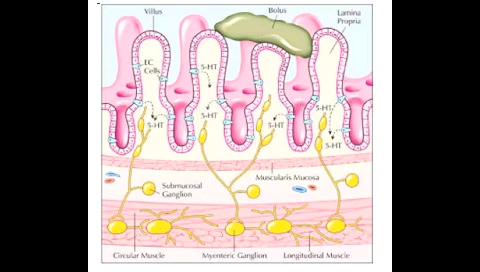 Villus
Bolus
Lamina
Propria
EC
Cells
5-HT
5-HT
5-HT
5-HT
5-HT
5-HT
Muscularis Mucosa
Submucosal
Ganglion
Circular Muscle
Myenteric Ganglion
Longitudinal Muscle